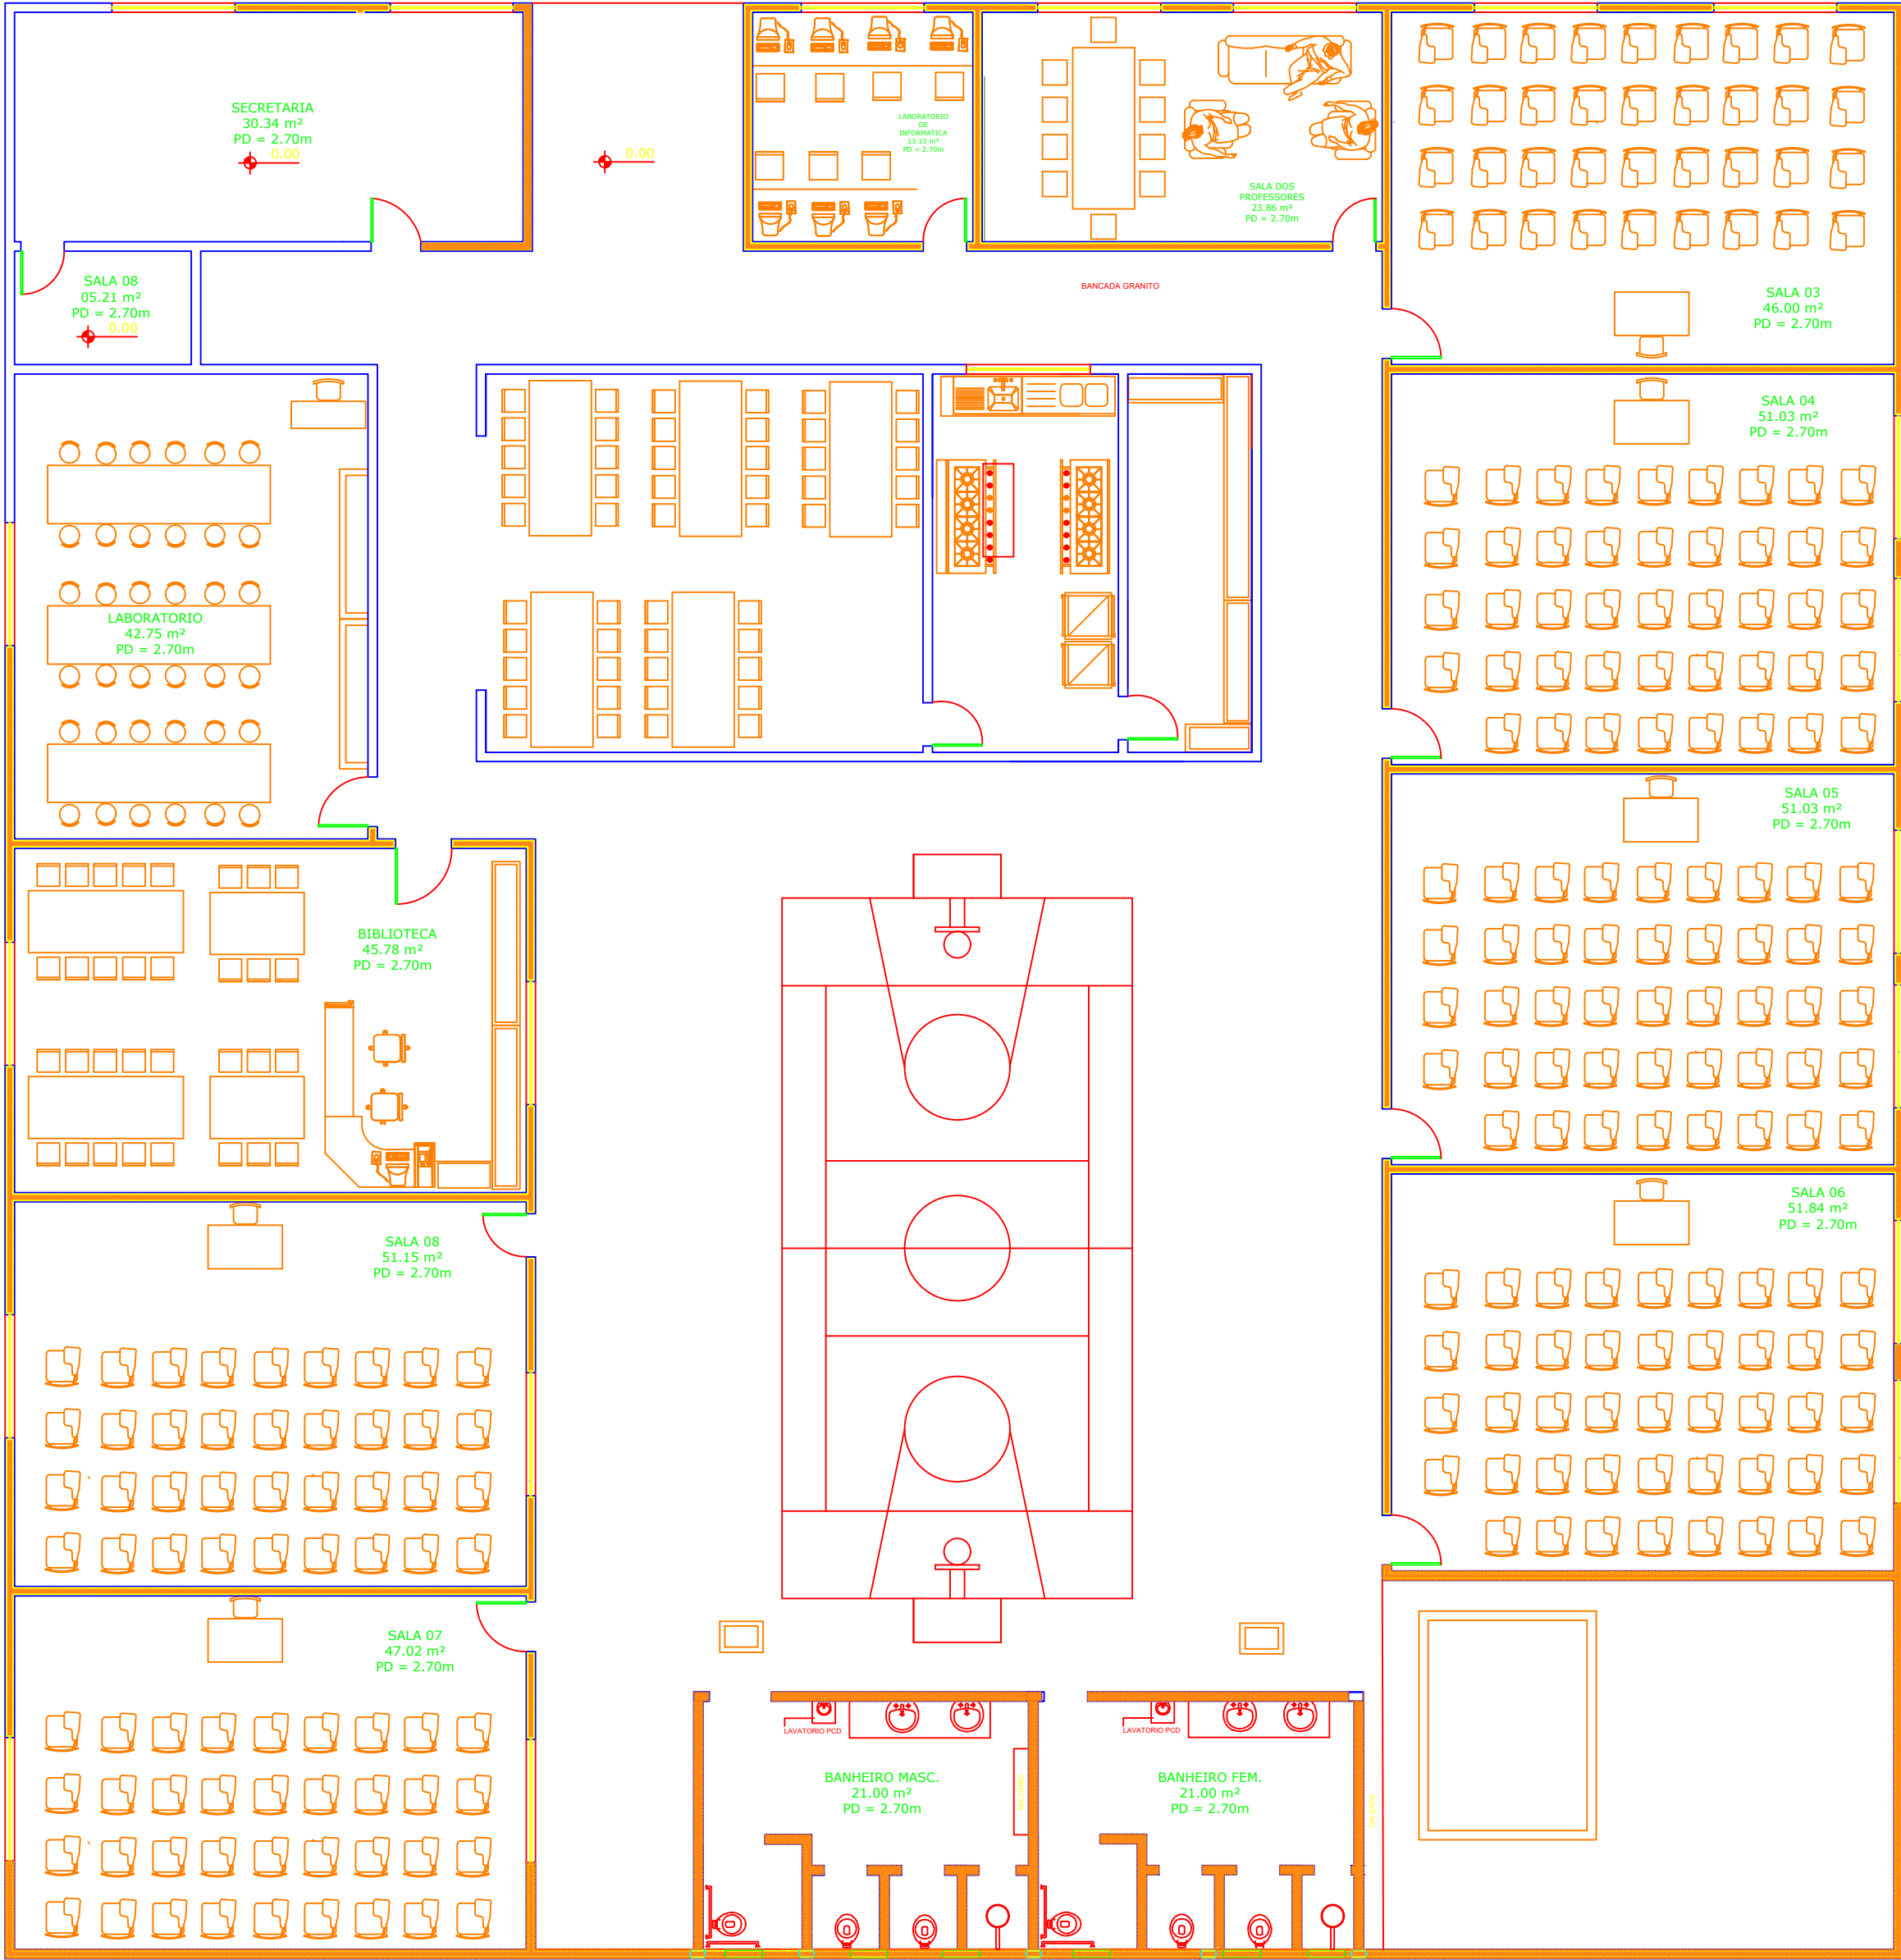 SECRETARIA
30.34 m²
PD = 2.70m
0.00
0.00
LABORATORIO
DE
INFORMATICA
13.13 m²
PD = 2.70m
SALA DOS
PROFESSORES
23.86 m²
PD = 2.70m
SALA 08
05.21 m²
PD = 2.70m
0.00
BANCADA GRANITO
SALA 03
46.00 m²
PD = 2.70m
SALA 04
51.03 m²
PD = 2.70m
LABORATORIO
42.75 m²
PD = 2.70m
SALA 05
51.03 m²
PD = 2.70m
BIBLIOTECA
45.78 m²
PD = 2.70m
SALA 06
51.84 m²
PD = 2.70m
SALA 08
51.15 m²
PD = 2.70m
SALA 07
47.02 m²
PD = 2.70m
LAVATORIO PCD
LAVATORIO PCD
BANHEIRO MASC.
21.00 m²
PD = 2.70m
MICTÓRIO
BANHEIRO FEM.
21.00 m²
PD = 2.70m
CALÇADA